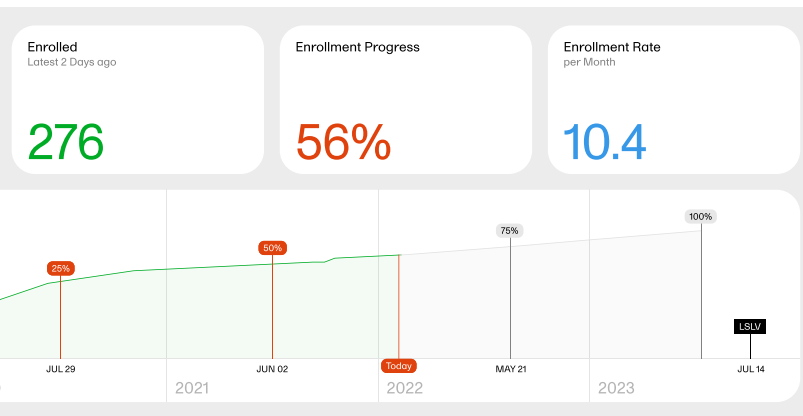 Enrolled
Latest 2 Days ago
276
Enrollment Progress
56%
Enrollment Rate
per Month
10.4
25%
50%
75%
100%
LSLV
JUL 29
JUN 02
Today
MAY 21
JUL 14
2021
2022
2023